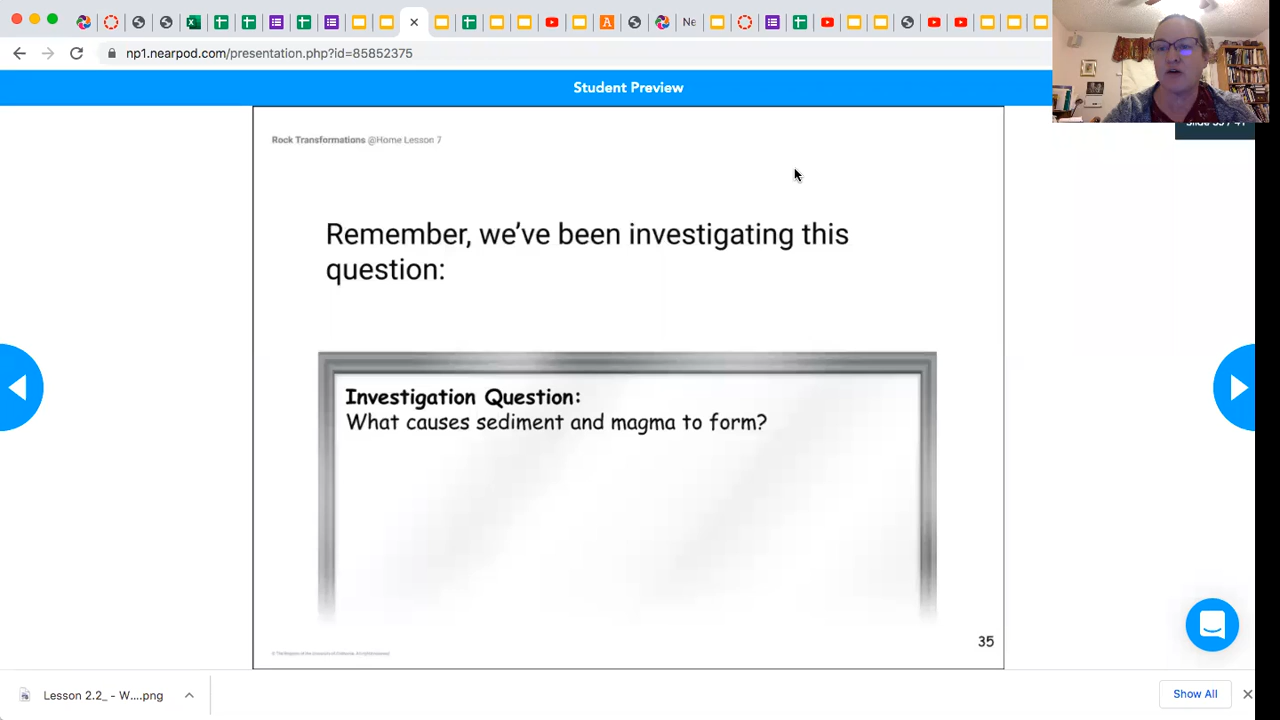 Ne
np1.nearpod.com/presentation.php?id=85852375
Student Preview
Rock Transformations @Home Lesson 7
Remember, we've been investigating this
question:
Investigation Question:
What causes sediment and magma to form?
35
Lesson 2.2_ - W....png
Show All